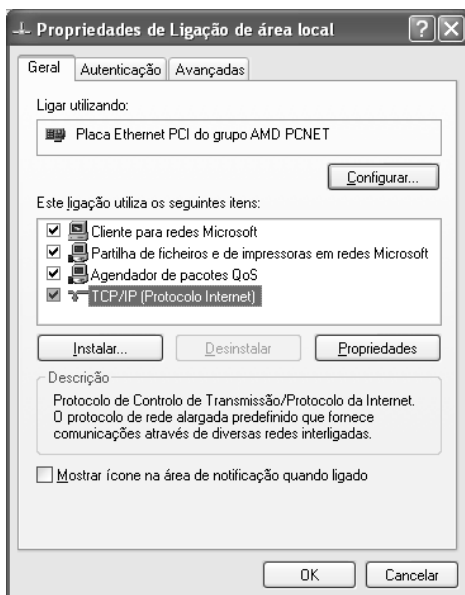 Propriedades de Ligação de área local
Geral
Autenticação
Avançadas
Ligar utilizando:
Placa Ethernet PCI do grupo AMD PCNET
Configurar...
Este ligação utiliza os seguintes itens:
Cliente para redes Microsoft
Partilha de ficheiros e de impressoras em redes Microsoft
Agendador de pacotes QoS
TCP/IP (Protocolo Internet)
Instalar...
Desinstalar
Propriedades
Descrição
Protocolo de Controlo de Transmissão/Protocolo da Internet.
O protocolo de rede alargada predefinido que fornece
comunicações através de diversas redes interligadas.
Mostrar ícone na área de notificação quando ligado
OK
Cancelar